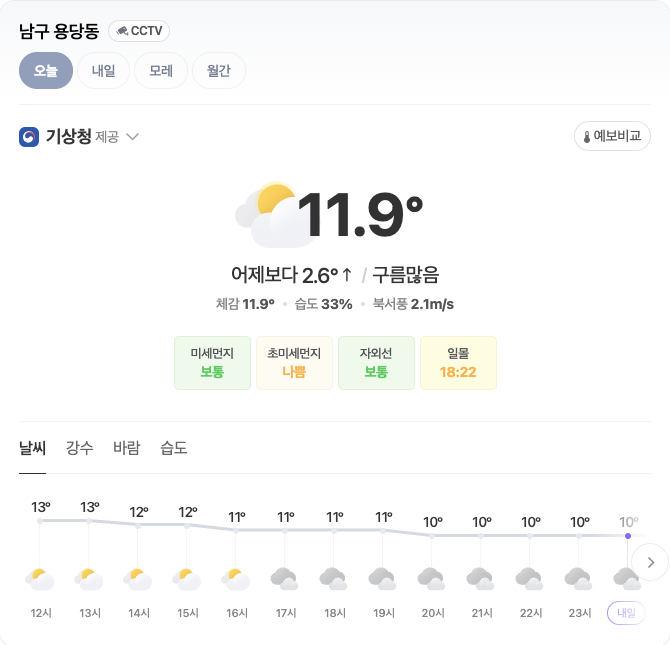 남구 용당동 CCTV
오늘 내일 모레 월간
기상청 제공 예보비교
11.9°
어제보다 2.6° ↑ / 구름많음
체감 11.9° • 습도 33% • 북서풍 2.1m/s
미세먼지 초미세먼지 자외선 일몰
보통 나쁨 보통 18:22
날씨 강수 바람 습도
13° 13° 12° 12° 11° 11° 11° 11° 10° 10° 10° 10° 10°
12시 13시 14시 15시 16시 17시 18시 19시 20시 21시 22시 23시 내일